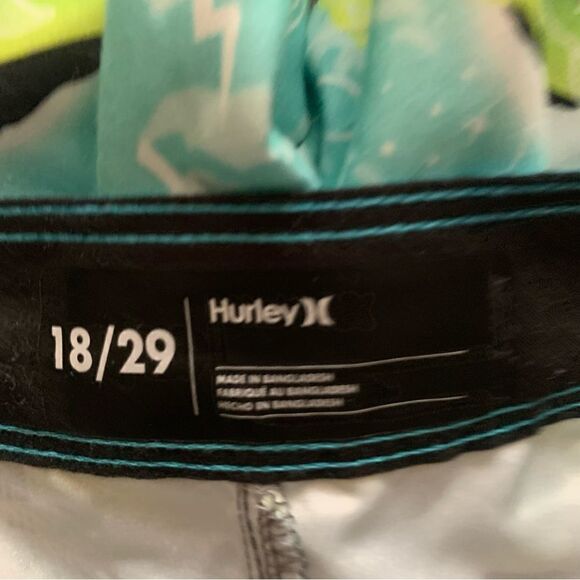 18/29
Hurley
MADE IN BANGLADESH
FABRIQUÉ AU BANGLADESH
HECHO EN BANGLADESH